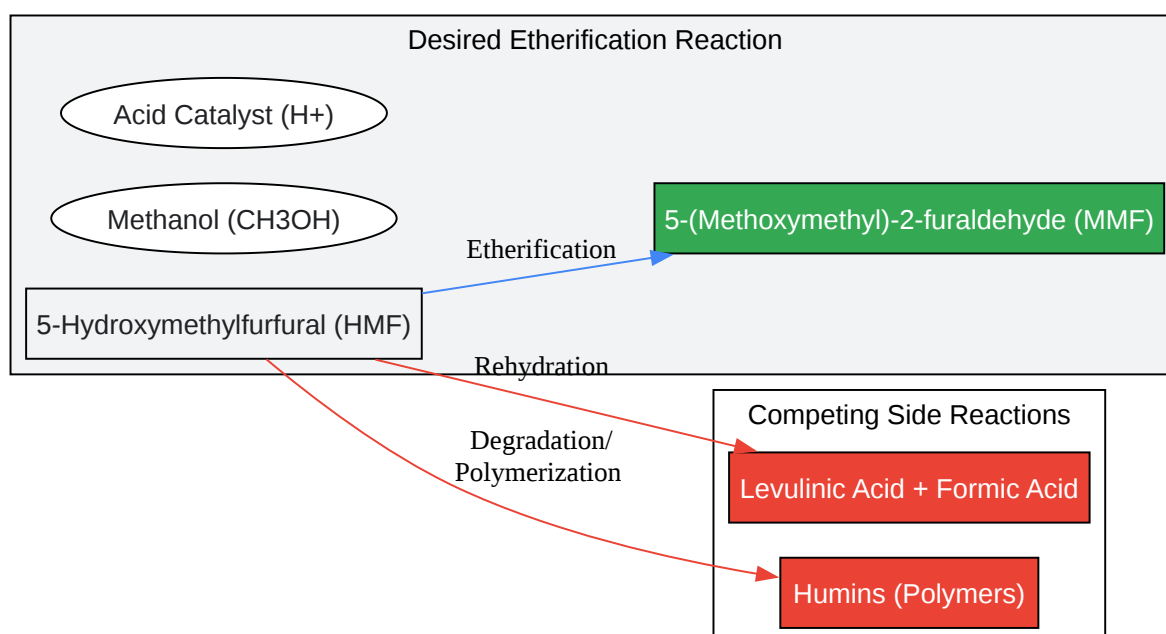 Desired Etherification Reaction
Acid Catalyst (H+)
Methanol (CH3OH)
5-(Methoxymethyl)-2-furaldehyde (MMF)
Etherification
5-Hydroxymethylfurfural (HMF)
Rehydration
Competing Side Reactions
Degradation/
Polymerization
Levulinic Acid + Formic Acid
Humins (Polymers)